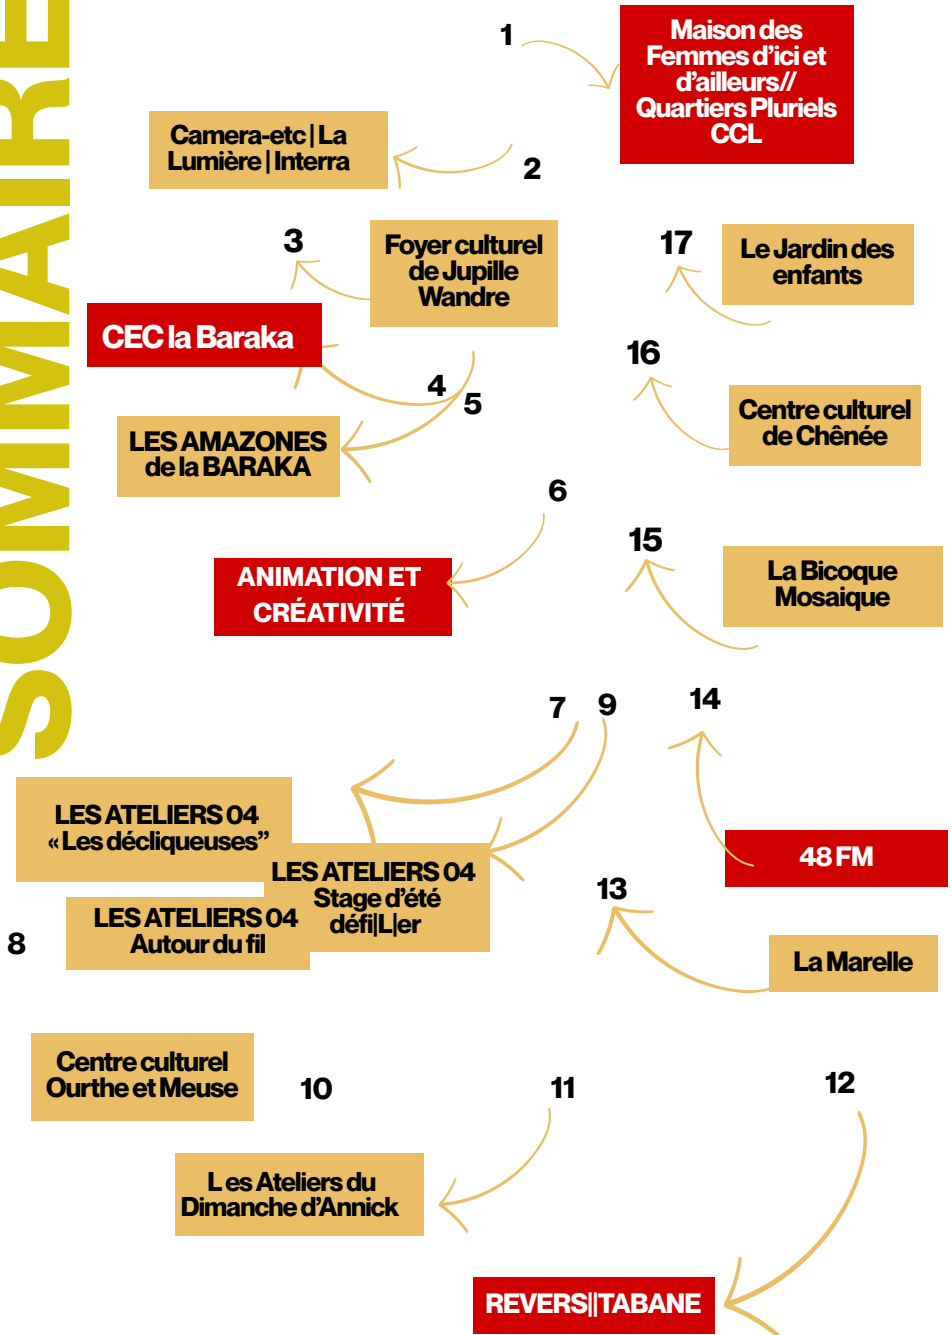 SOMMAIRE
1
Maison des
Femmes d’ici et
d’ailleurs//
Quartiers Pluriels
CCL
Camera-etc | La
Lumière | Interra
2
3
Foyer culturel
de Jupille
Wandre
CEC la Baraka
4
5
LES AMAZONES
de la BARAKA
6
ANIMATION ET
CRÉATIVITÉ
7
9
LES ATELIERS 04
« Les décliqueuses”
LES ATELIERS 04
Stage d’été
défi|L|er
8
LES ATELIERS 04
Autour du fil
Centre culturel
Ourthe et Meuse
10
11
L es Ateliers du
Dimanche d’Annick
12
REVERS||TABANE
13
La Marelle
14
48 FM
15
La Bicoque
Mosaique
16
Centre culturel
de Chênée
17
Le Jardin des
enfants